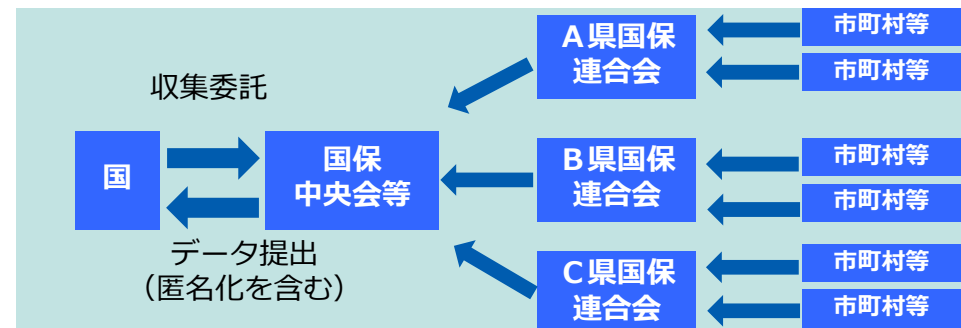 収集委託
国
国保
中央会等
データ提出
（匿名化を含む）
Ａ県国保
連合会
市町村等
市町村等
Ｂ県国保
連合会
市町村等
市町村等
Ｃ県国保
連合会
市町村等
市町村等